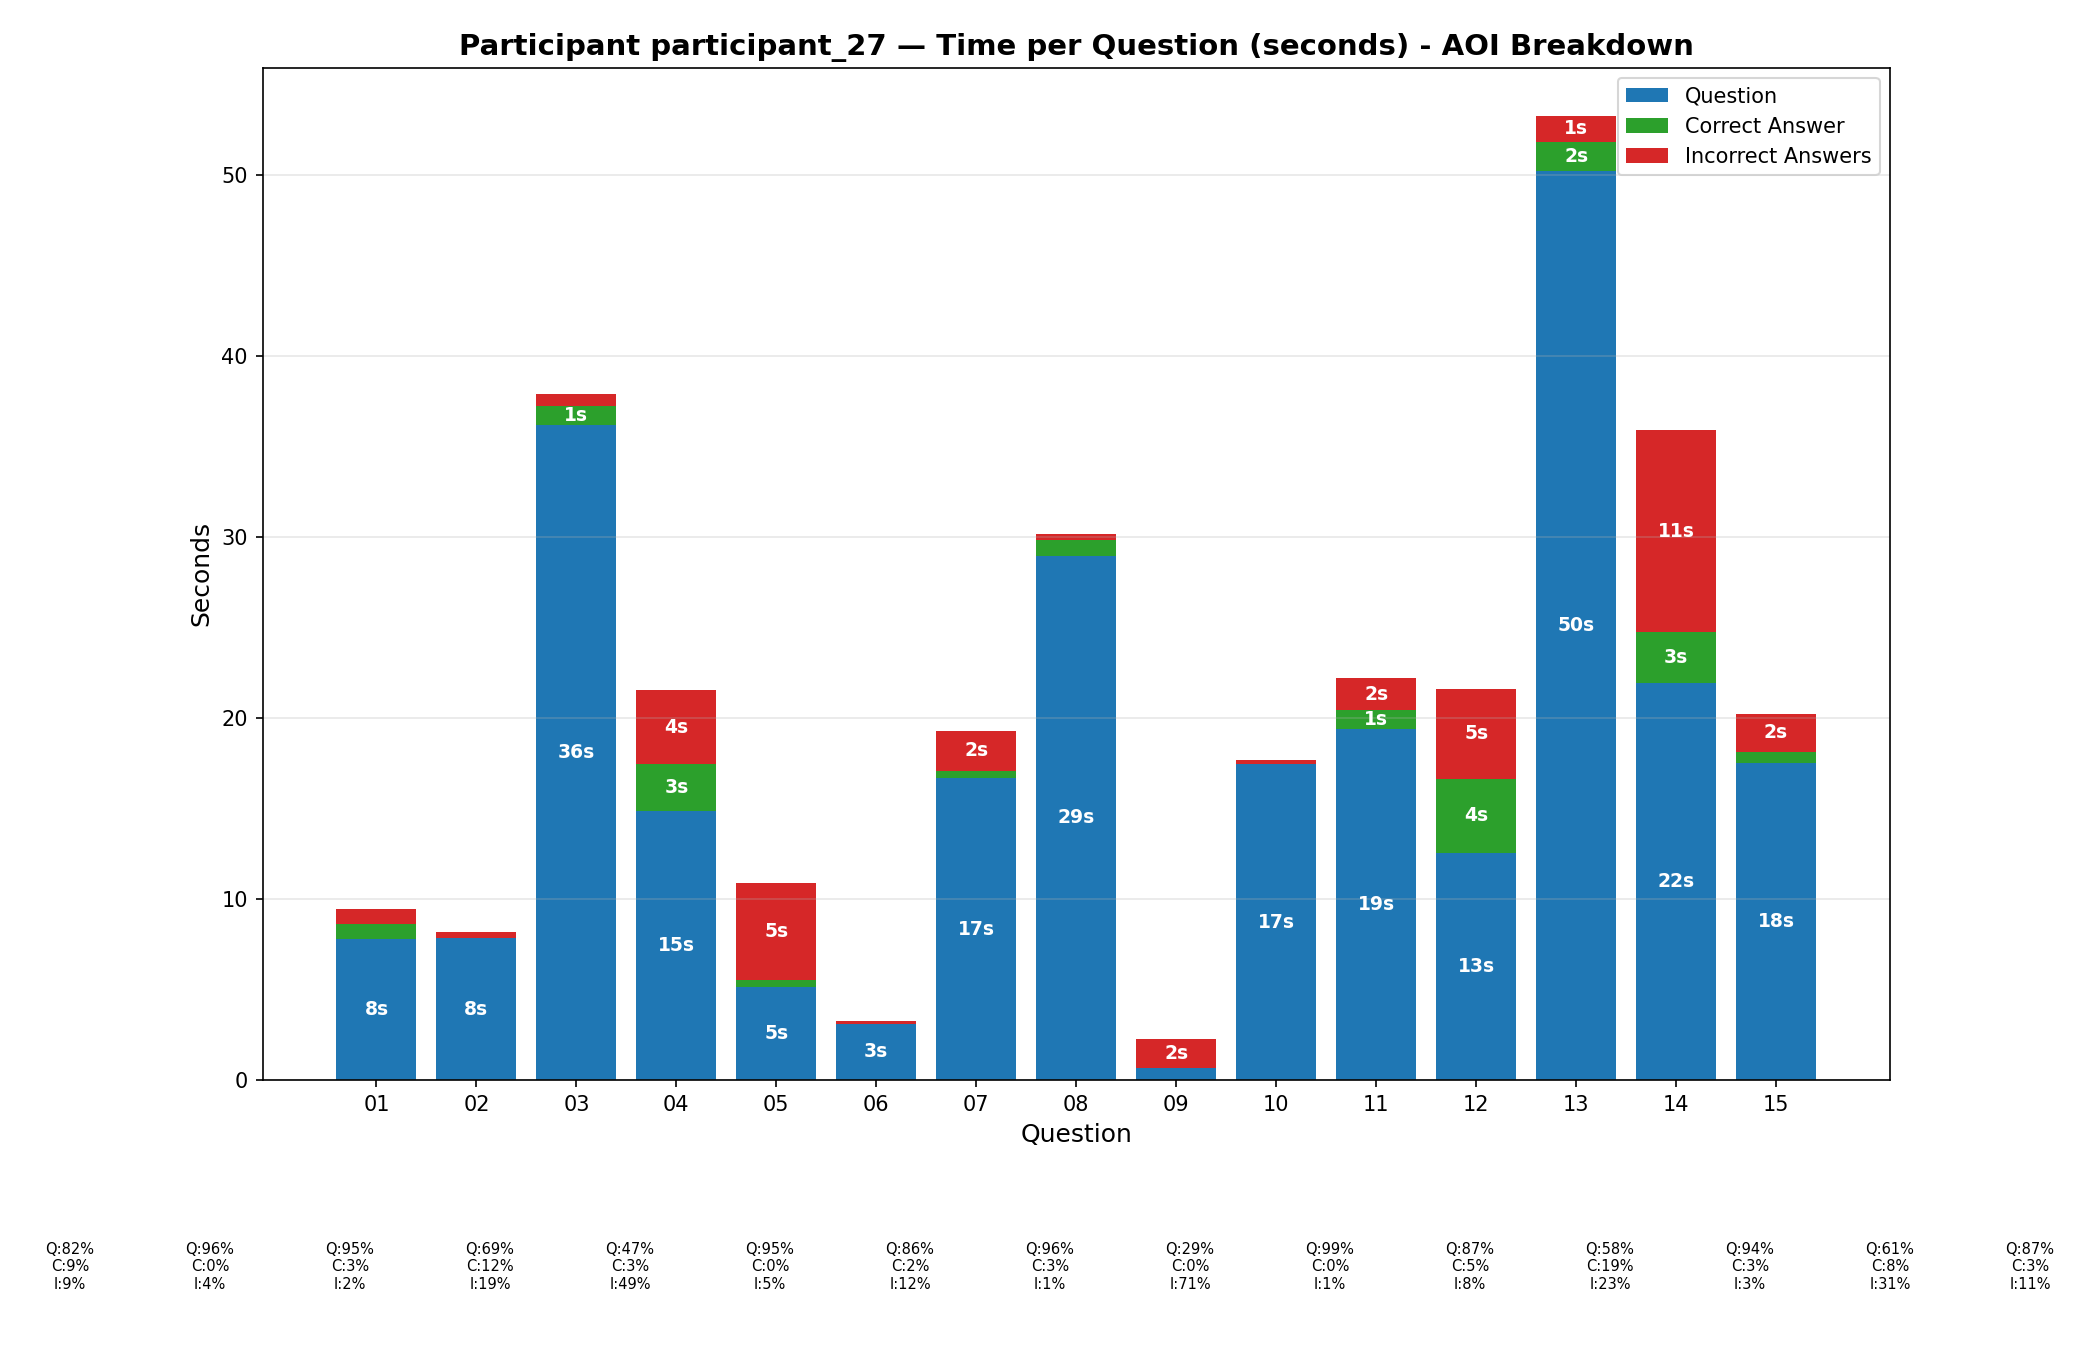 Participant participant_27 — Time per Question (seconds) - AOI Breakdown
Question
Correct Answer
Incorrect Answers
Seconds
50
40
30
20
10
0
8s
8s
36s
1s
15s
3s
4s
5s
5s
3s
17s
2s
29s
2s
17s
19s
1s
2s
13s
4s
5s
50s
2s
1s
22s
3s
11s
18s
2s
01 02 03 04 05 06 07 08 09 10 11 12 13 14 15
Question
Q:82% Q:96% Q:95% Q:69% Q:47% Q:95% Q:86% Q:96% Q:29% Q:99% Q:87% Q:58% Q:94% Q:61% Q:87%
C:9% C:0% C:3% C:12% C:3% C:0% C:2% C:3% C:0% C:0% C:5% C:19% C:3% C:8% C:3%
I:9% I:4% I:2% I:19% I:49% I:5% I:12% I:1% I:71% I:1% I:8% I:23% I:3% I:31% I:11%